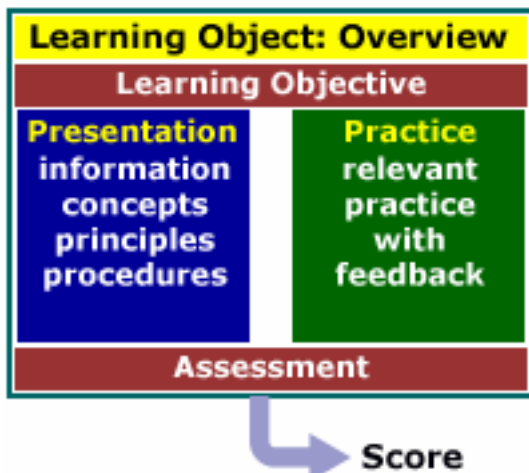 Learning Object: Overview
Learning Objective
Presentation
information
concepts
principles
procedures
Practice
relevant
practice
with
feedback
Assessment
Score